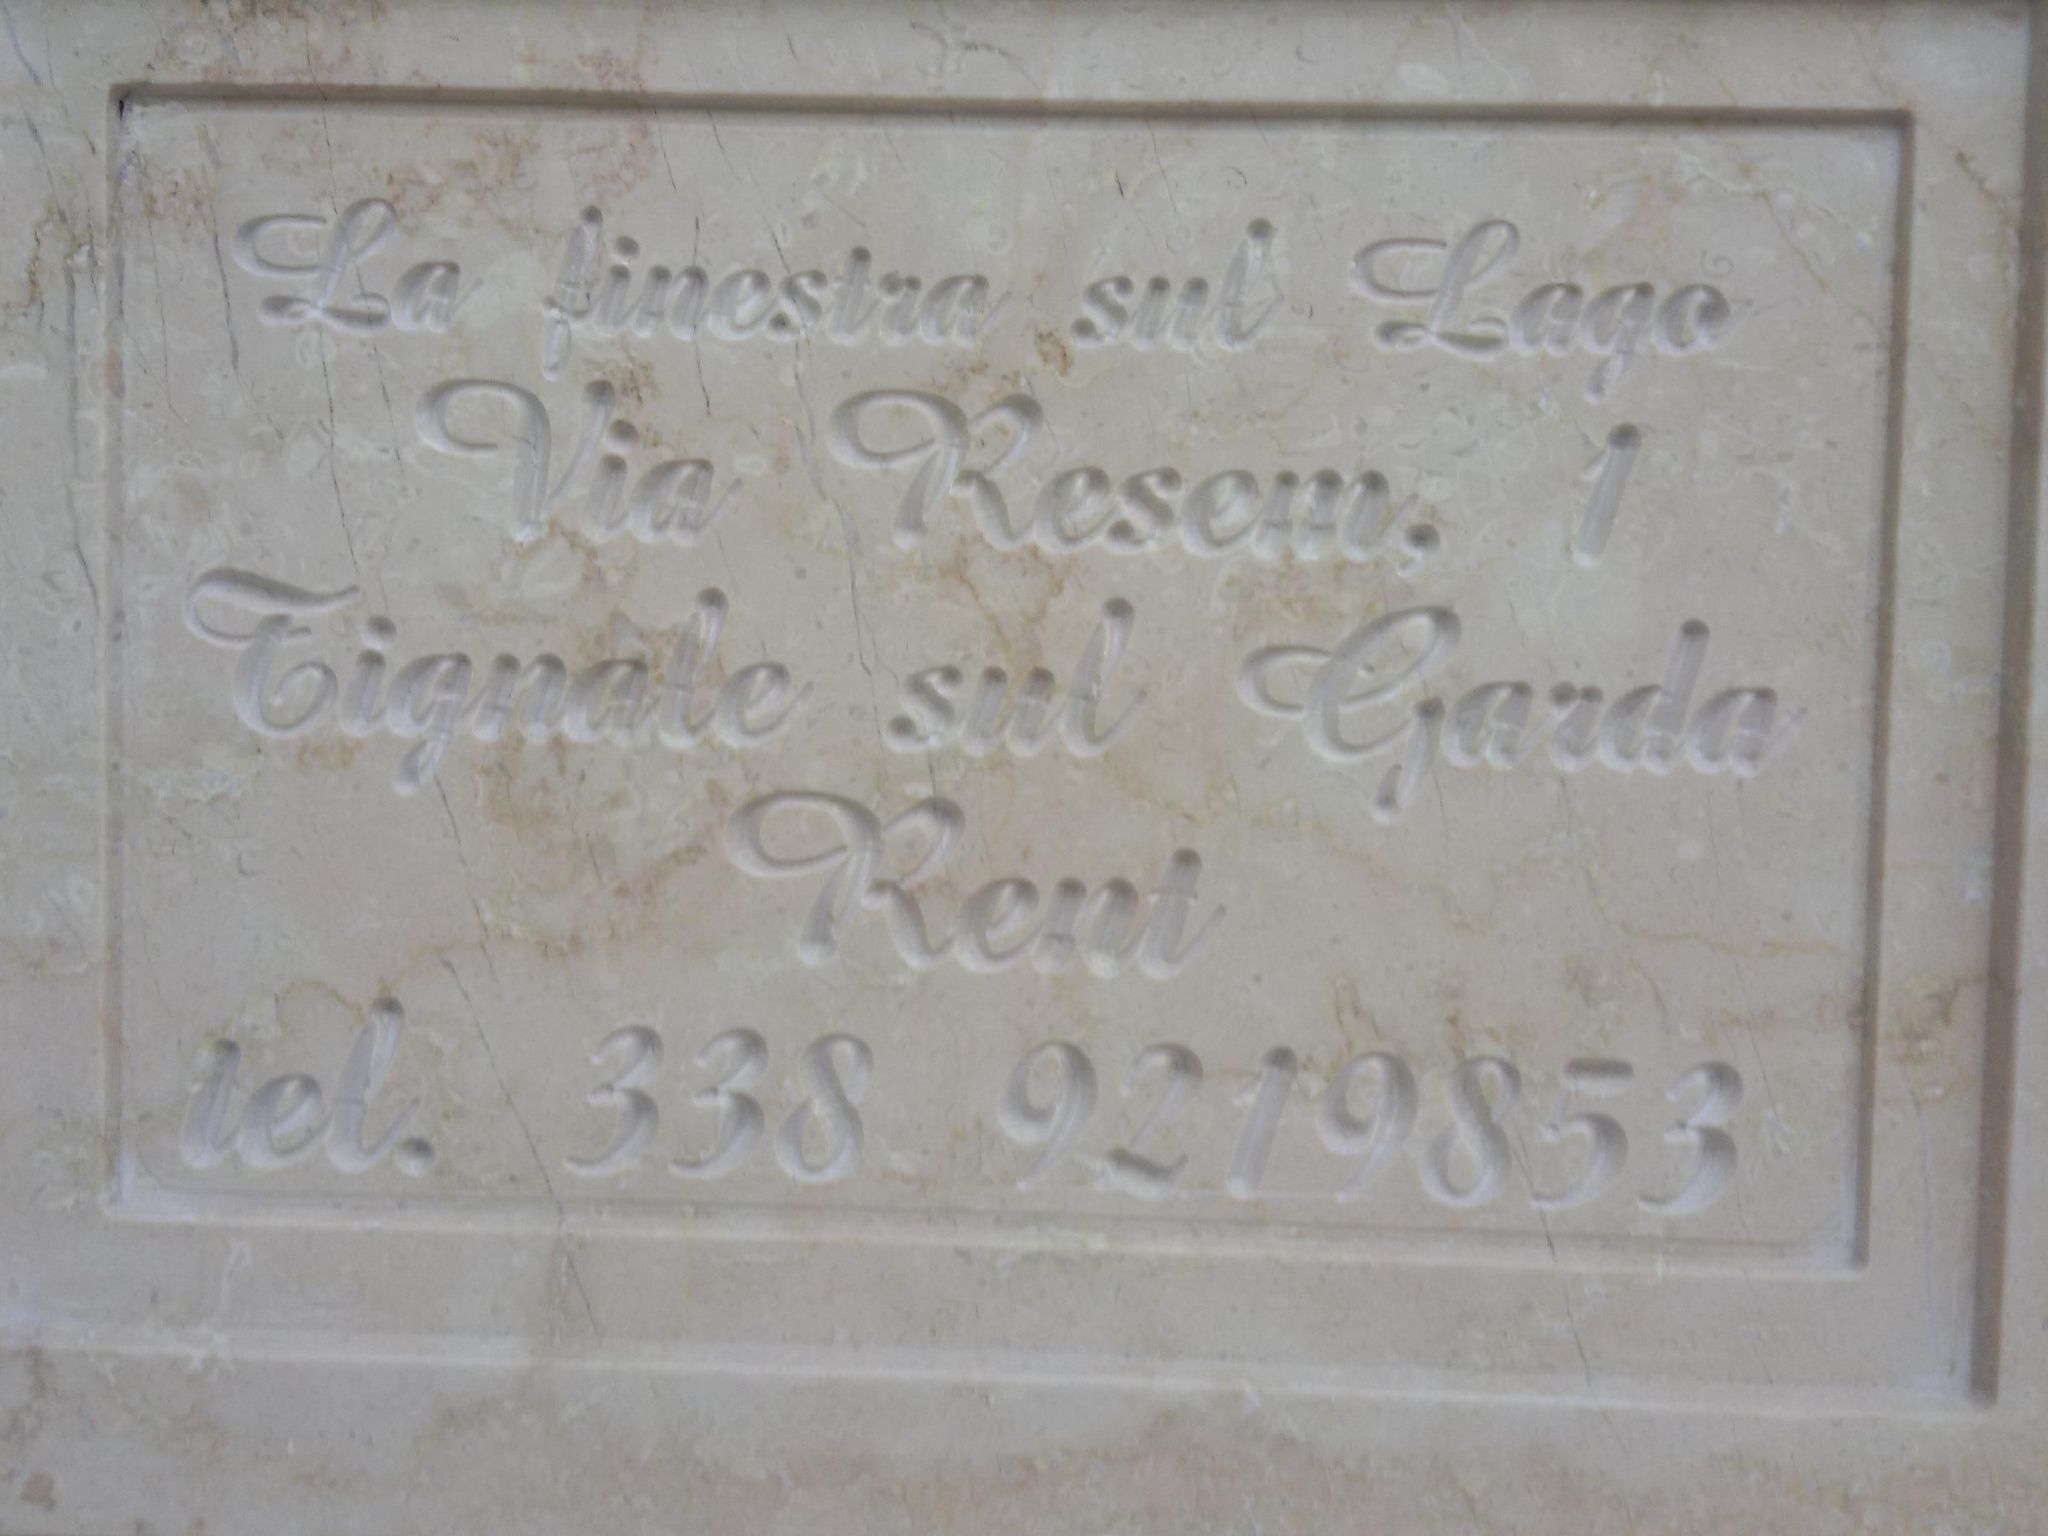 La finestra sul Lago
Via Resem, 1
Tignale sul Garda
Rent
tel. 338 9219853